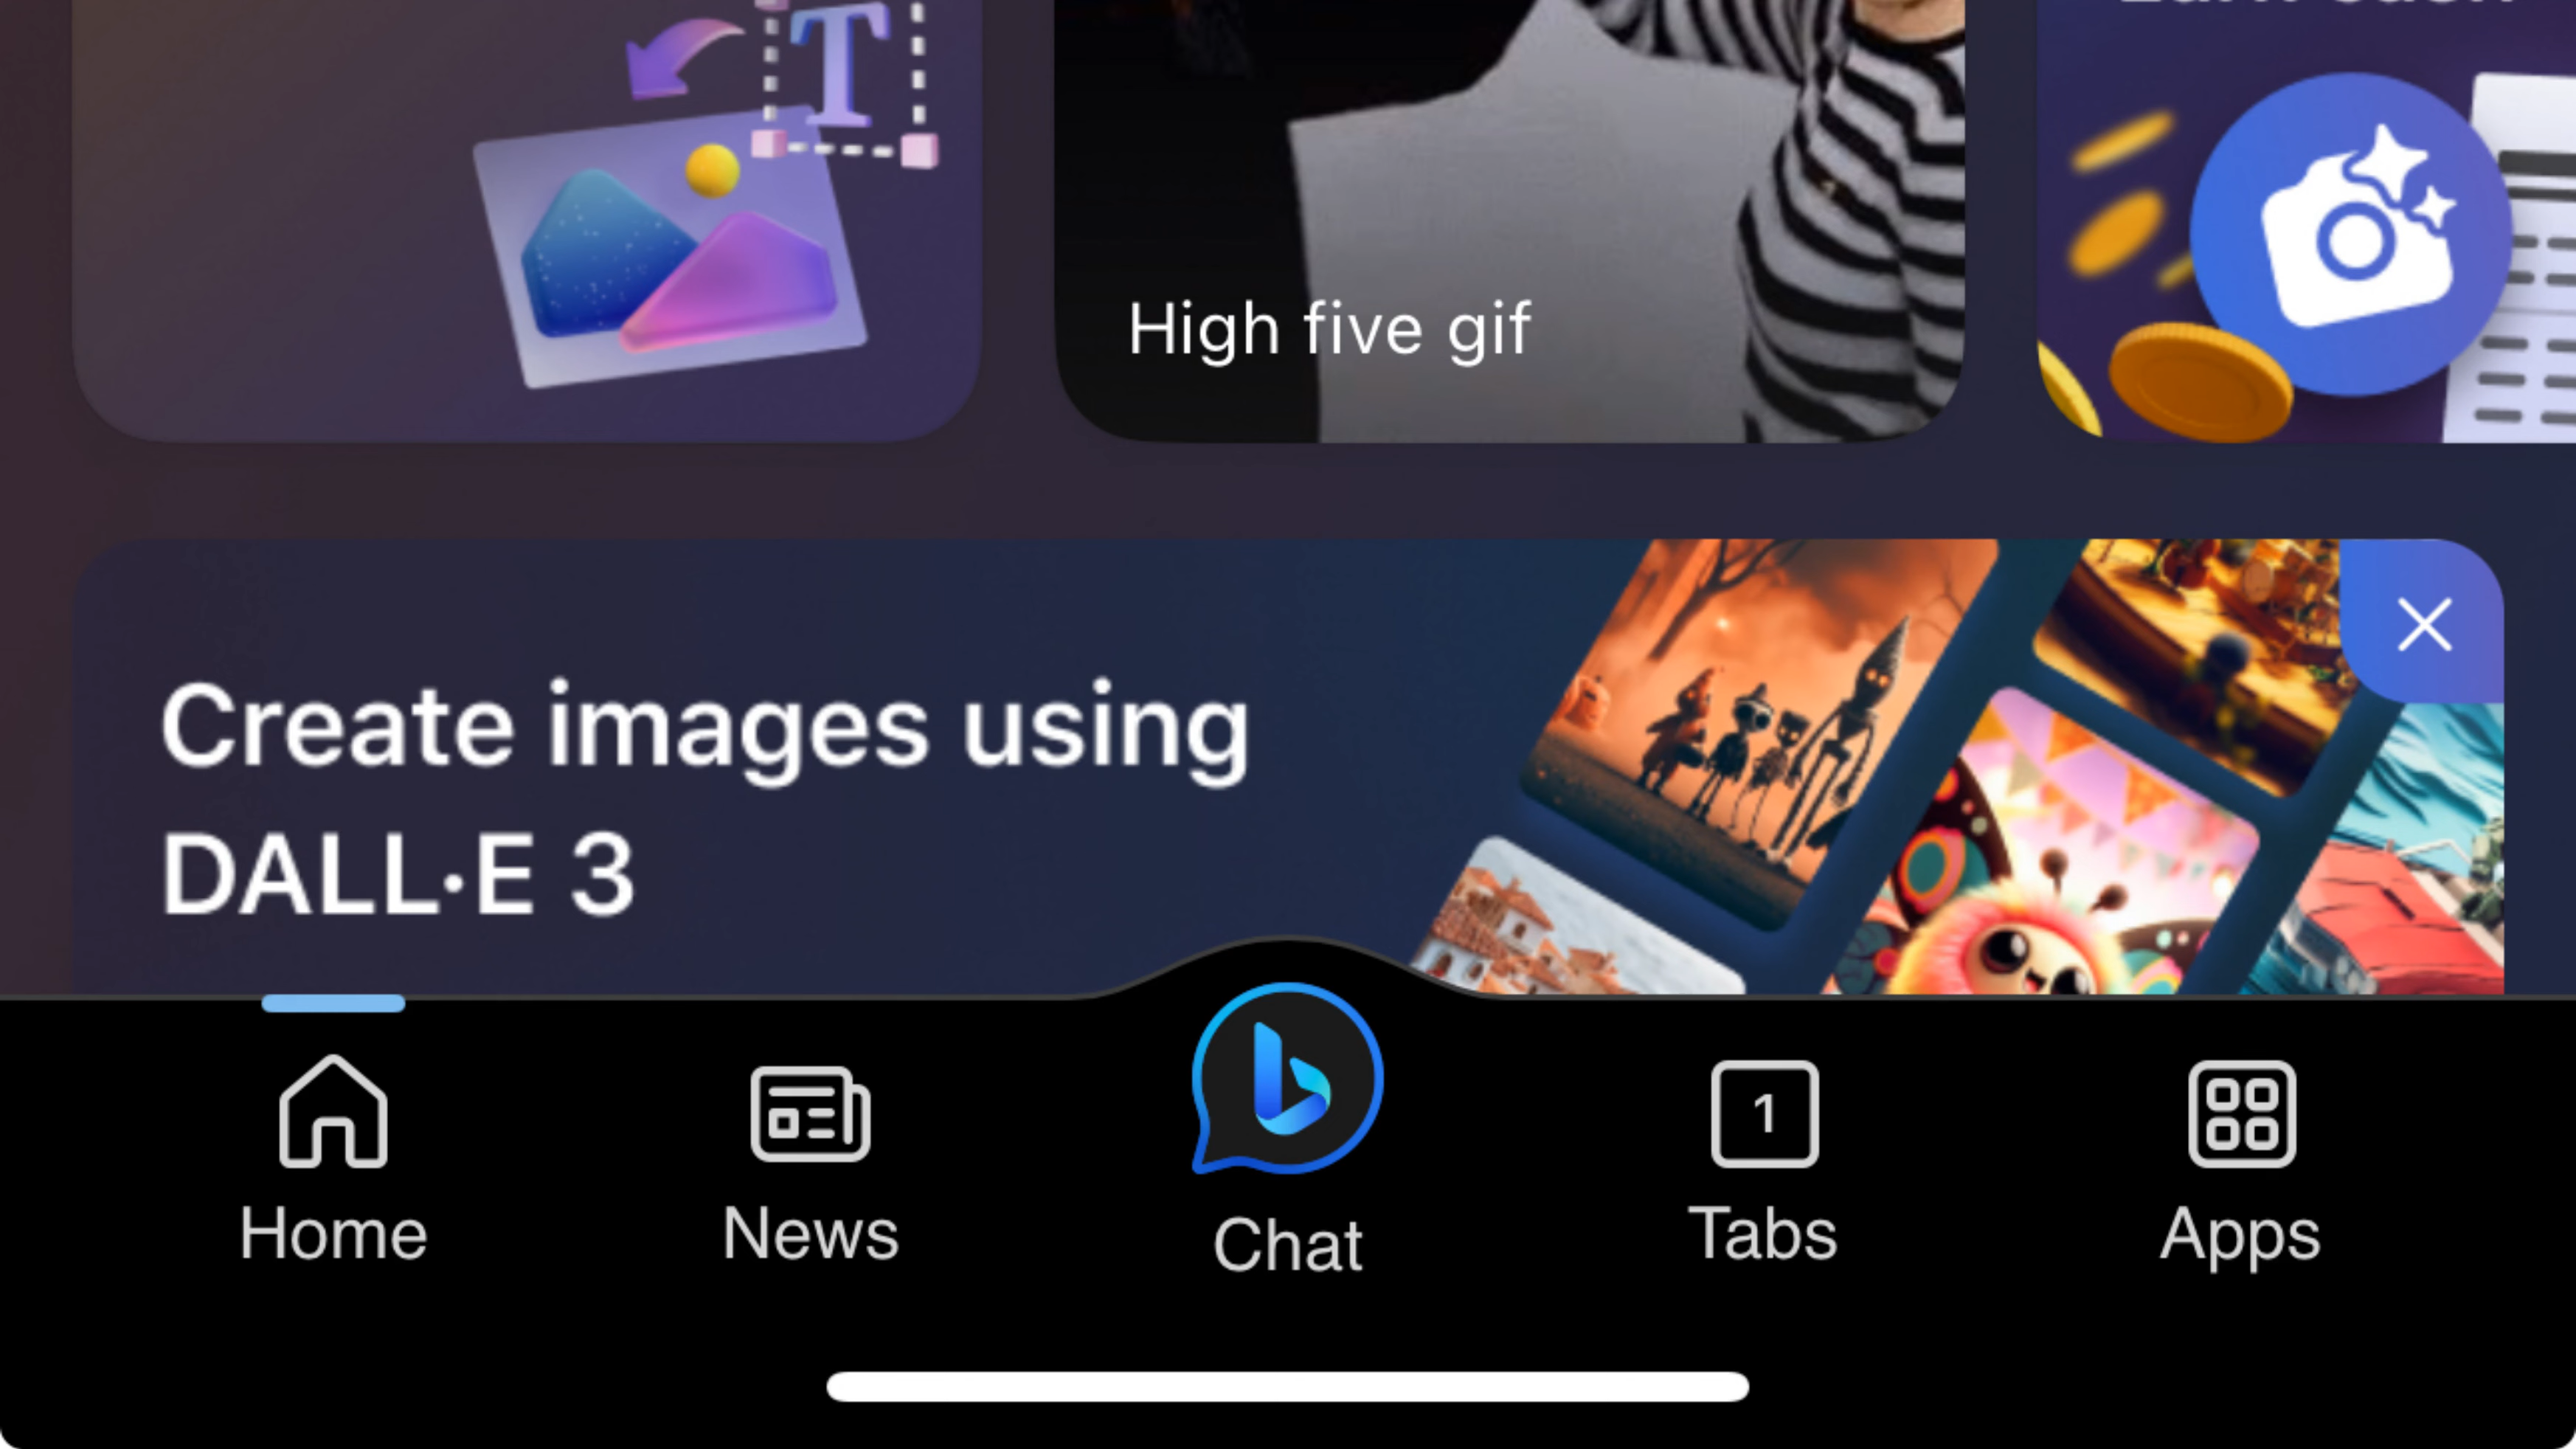 T
High five gif
Create images using
DALL·E 3
Home
News
Chat
1
Tabs
Apps